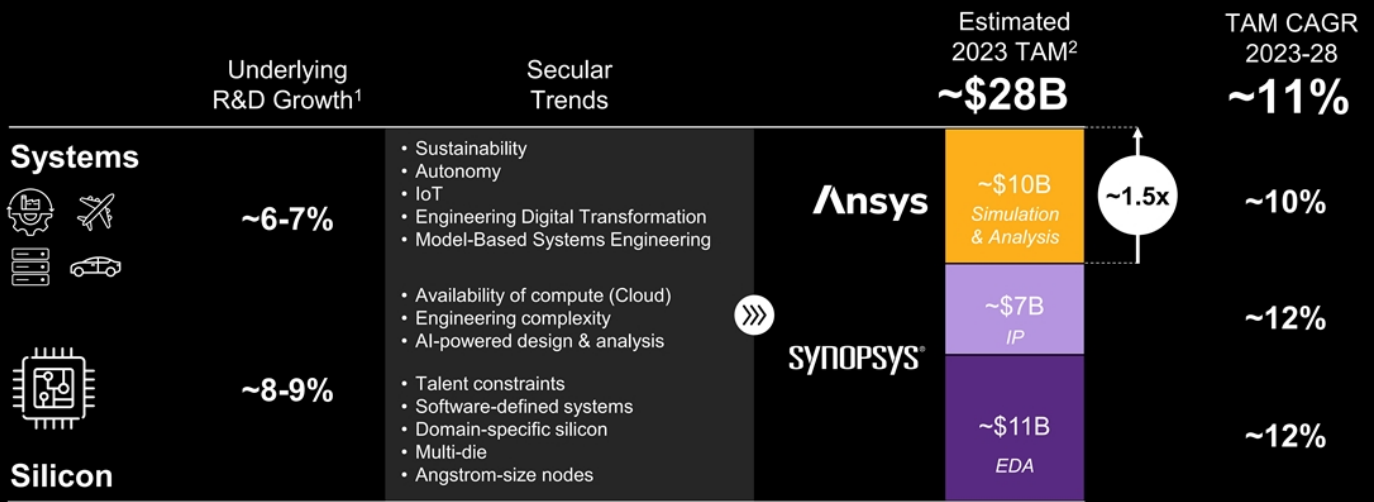 Estimated
2023 TAM²
~$28B
TAM CAGR
2023-28
~11%
Underlying
R&D Growth¹
Secular
Trends
Systems
~6-7%
• Sustainability
• Autonomy
• IoT
• Engineering Digital Transformation
• Model-Based Systems Engineering
Ansys
~$10B
Simulation
& Analysis
~1.5x
~10%
• Availability of compute (Cloud)
• Engineering complexity
• AI-powered design & analysis
~$7B
IP
~12%
SYNOPSYS®
Silicon
~8-9%
• Talent constraints
• Software-defined systems
• Domain-specific silicon
• Multi-die
• Angstrom-size nodes
~$11B
EDA
~12%